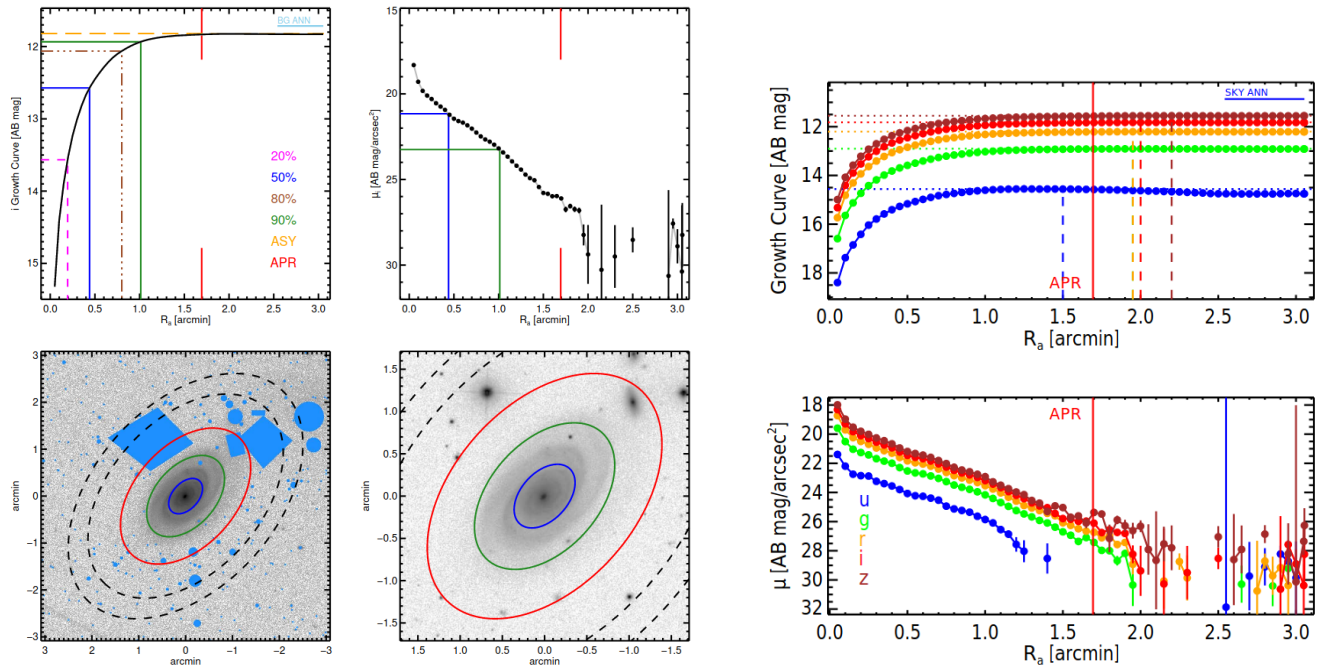 BG ANN
12
13
14
15
i Growth Curve [AB mag]
20%
50%
80%
90%
ASY
APR
0.0 0.5 1.0 1.5 2.0 2.5 3.0
Rₐ [arcmin]
15
20
25
30
μ [AB mag/arcsec²]
0.0 0.5 1.0 1.5 2.0 2.5 3.0
Rₐ [arcmin]
SKY ANN
12
14
16
18
Growth Curve [AB mag]
APR
0.0 0.5 1.0 1.5 2.0 2.5 3.0
Rₐ [arcmin]
3
2
1
0
−1
−2
−3
arcmin
3 2 1 0 −1 −2 −3
arcmin
1.5
1.0
0.5
0.0
−0.5
−1.0
−1.5
arcmin
1.5 1.0 0.5 0.0 −0.5 −1.0 −1.5
arcmin
18
20
22
24
26
28
30
32
μ [AB mag/arcsec²]
APR
u
g
r
i
z
0.0 0.5 1.0 1.5 2.0 2.5 3.0
Rₐ [arcmin]